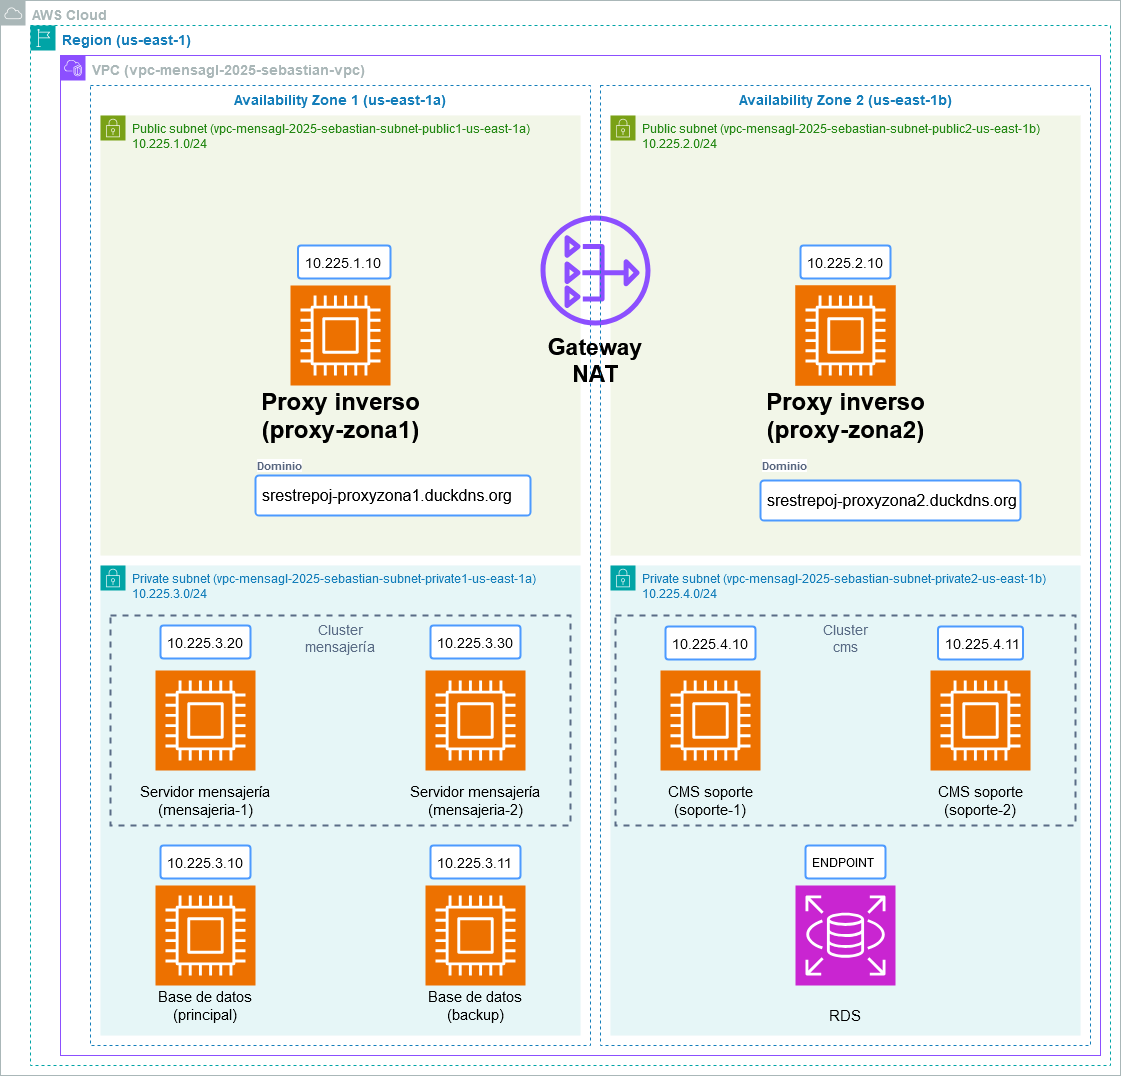 AWS Cloud
Region (us-east-1)
VPC (vpc-mensagl-2025-sebastian-vpc)
Availability Zone 1 (us-east-1a)
Public subnet (vpc-mensagl-2025-sebastian-subnet-public1-us-east-1a)
10.225.1.0/24
10.225.1.10
Proxy inverso
(proxy-zona1)
Dominio
srestrepoj-proxyzona1.duckdns.org
Gateway
NAT
Availability Zone 2 (us-east-1b)
Public subnet (vpc-mensagl-2025-sebastian-subnet-public2-us-east-1b)
10.225.2.0/24
10.225.2.10
Proxy inverso
(proxy-zona2)
Dominio
srestrepoj-proxyzona2.duckdns.org
Private subnet (vpc-mensagl-2025-sebastian-subnet-private1-us-east-1a)
10.225.3.0/24
Cluster
mensajería
10.225.3.20
Servidor mensajería
(mensajeria-1)
10.225.3.30
Servidor mensajería
(mensajeria-2)
10.225.3.10
Base de datos
(principal)
10.225.3.11
Base de datos
(backup)
Private subnet (vpc-mensagl-2025-sebastian-subnet-private2-us-east-1b)
10.225.4.0/24
Cluster
cms
10.225.4.10
CMS soporte
(soporte-1)
10.225.4.11
CMS soporte
(soporte-2)
ENDPOINT
RDS